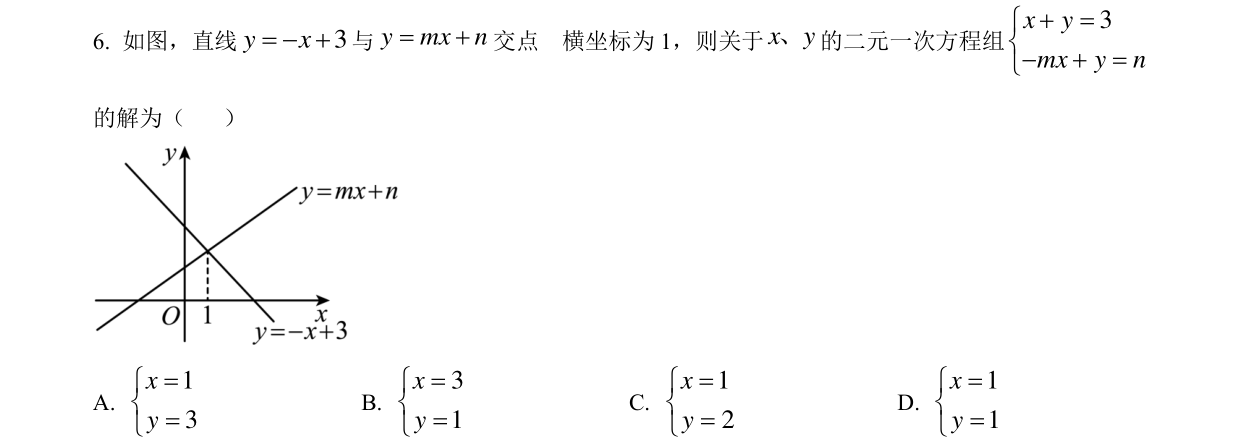 6. 如图，直线 y=−x+3 与 y=mx+n 交点 横坐标为 1，则关于 x、y 的二元一次方程组 {x+y=3
−mx+y=n
的解为（ ）
y
y=mx+n
O 1 x
y=−x+3
A. {x=1 B. {x=3 C. {x=1 D. {x=1
y=3 y=1 y=2 y=1